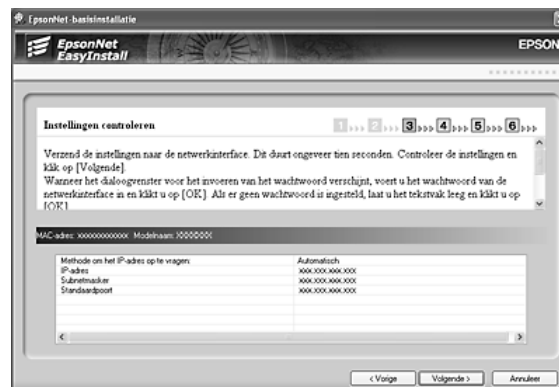 EpsonNet-basisinstallatie
EpsonNet
EasyInstall
EPSON
Instellingen controleren
1 2 3 4 5 6
Verzend de instellingen naar de netwerkinterface. Dit duurt ongeveer tien seconden. Controleer de instellingen en
klik op [Volgende].
Wanneer het dialoogvenster voor het invoeren van het wachtwoord verschijnt, voert u het wachtwoord van de
netwerkinterface in en klikt u op [OK]. Als er geen wachtwoord is ingesteld, laat u het tekstvak leeg en klikt u op
[OK].
MAC-adres: xxxxxxxxxxxx Modelnaam: XXXXXXX
Methode om het IP-adres op te vragen: Automatisch
IP-adres xxx.xxx.xxx.xxx
Subnetmasker xxx.xxx.xxx.xxx
Standaardpoort xxx.xxx.xxx.xxx
< Vorige Volgende > Annuleer